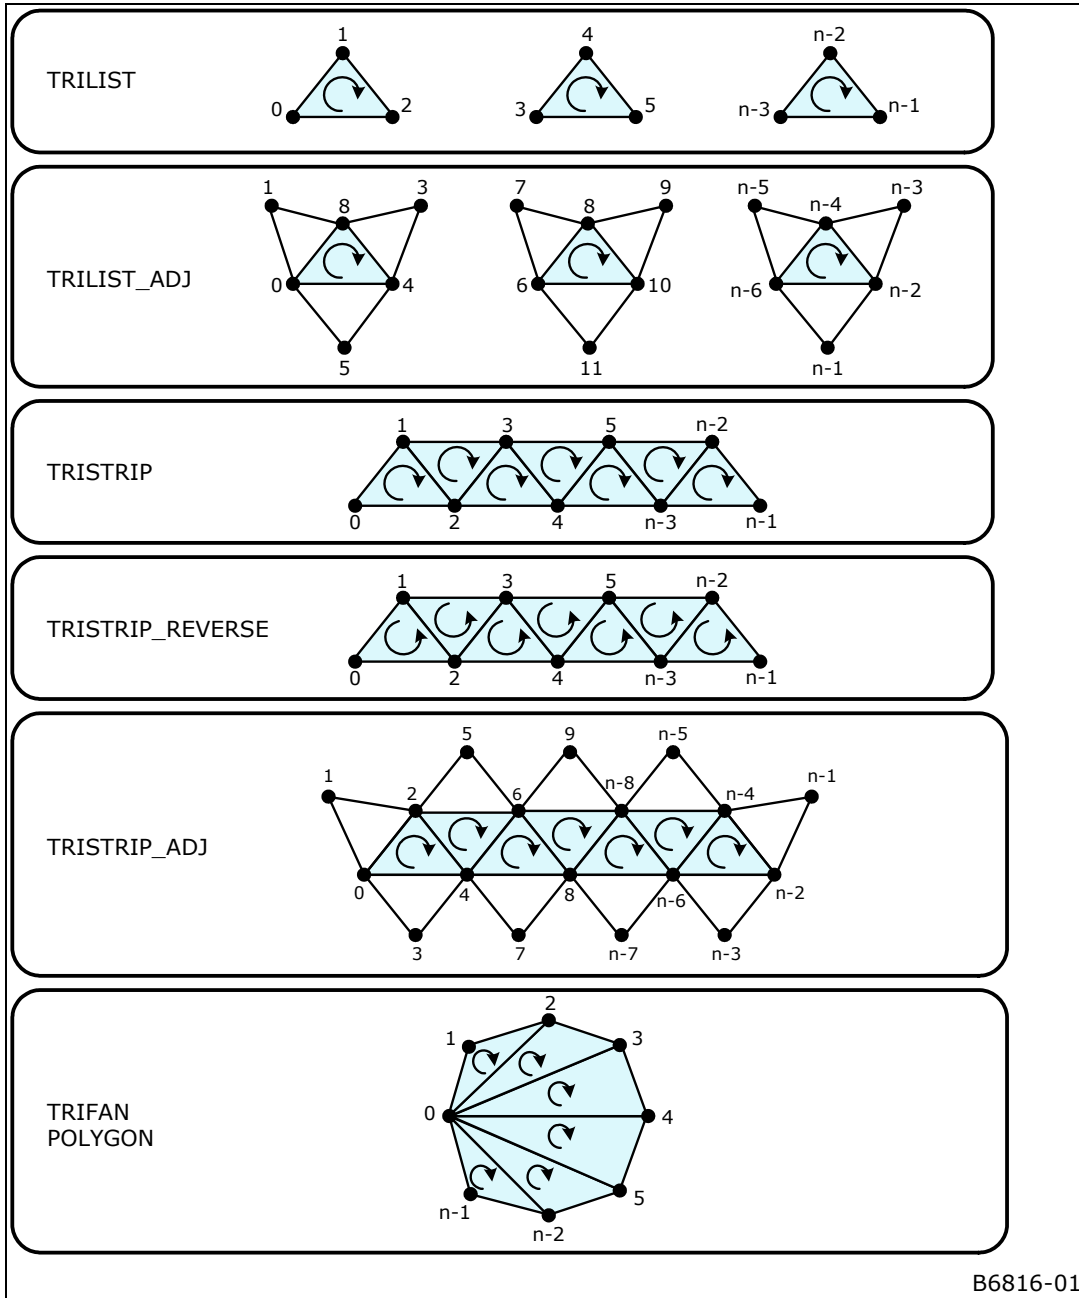 TRILIST
1
0
2
4
3
5
n-2
n-3
n-1
TRILIST_ADJ
1
8
3
0
4
5
7
8
9
6
10
11
n-5
n-4
n-3
n-6
n-2
n-1
TRISTRIP
1
3
5
n-2
0
2
4
n-3
n-1
TRISTRIP_REVERSE
1
3
5
n-2
0
2
4
n-3
n-1
TRISTRIP_ADJ
5
9
n-5
1
2
6
n-8
n-4
n-1
0
4
8
n-6
n-2
3
7
n-7
n-3
TRIFAN
POLYGON
2
1
3
0
4
5
n-1
n-2
B6816-01